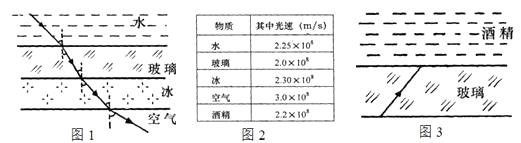 水
玻璃
冰
空气
图1
物质 其中光速 (m/s)
水 2.25×10⁸
玻璃 2.0×10⁸
冰 2.30×10⁸
空气 3.0×10⁸
酒精 2.2×10⁸
图2
酒精
玻璃
图3